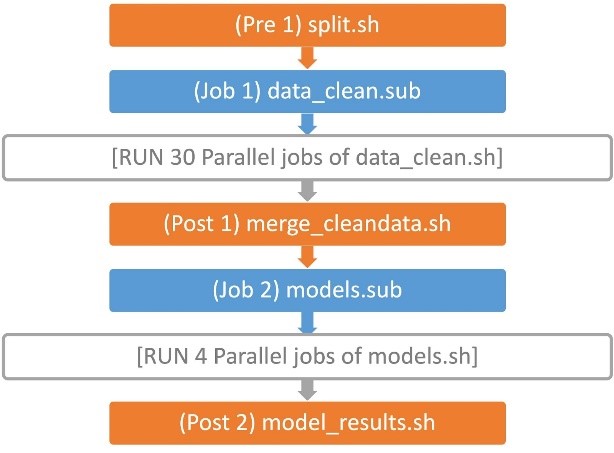 (Pre 1) split.sh
(Job 1) data_clean.sub
[RUN 30 Parallel jobs of data_clean.sh]
(Post 1) merge_cleandata.sh
(Job 2) models.sub
[RUN 4 Parallel jobs of models.sh]
(Post 2) model_results.sh